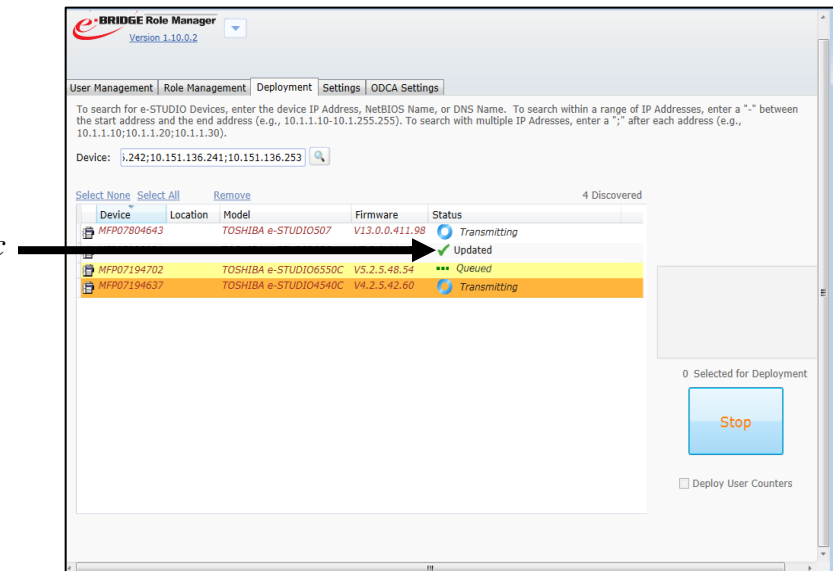 e-BRIDGE Role Manager
Version 1.10.0.2
User Management Role Management Deployment Settings ODCA Settings
To search for e-STUDIO Devices, enter the device IP Address, NetBIOS Name, or DNS Name. To search within a range of IP Addresses, enter a "-" between
the start address and the end address (e.g., 10.1.1.10-10.1.255.255). To search with multiple IP Adresses, enter a ";" after each address (e.g.,
10.1.1.10;10.1.1.20;10.1.1.30).
Device: .242;10.151.136.241;10.151.136.253
Select None Select All Remove 4 Discovered
Device Location Model Firmware Status
MFP07804643 TOSHIBA e-STUDIO507 V13.0.0.411.98 Transmitting
Updated
MFP07194702 TOSHIBA e-STUDIO6550C V5.2.5.48.54 Queued
MFP07194637 TOSHIBA e-STUDIO4540C V4.2.5.42.60 Transmitting
0 Selected for Deployment
Stop
Deploy User Counters